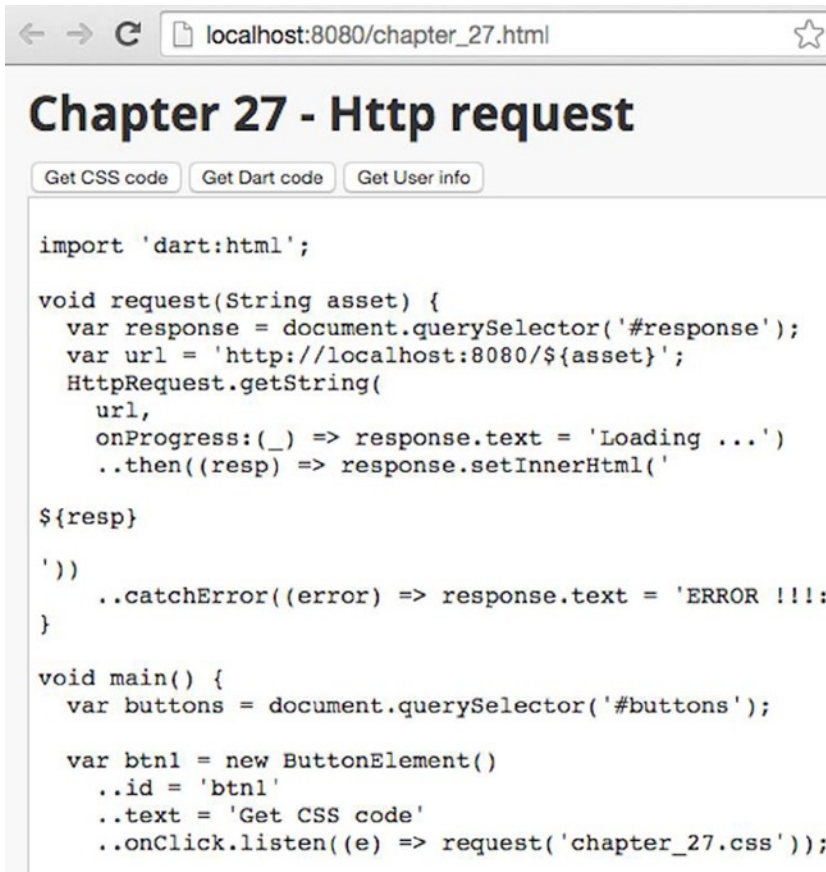 localhost:8080/chapter_27.html
Chapter 27 - Http request
Get CSS code Get Dart code Get User info
import 'dart:html';
void request(String asset) {
  var response = document.querySelector('#response');
  var url = 'http://localhost:8080/${asset}';
  HttpRequest.getString(
    url,
    onProgress:(_) => response.text = 'Loading ...')
    ..then((resp) => response.setInnerHtml('
${resp}
'))
    ..catchError((error) => response.text = 'ERROR !!!:
}
void main() {
  var buttons = document.querySelector('#buttons');
  var btn1 = new ButtonElement()
    ..id = 'btn1'
    ..text = 'Get CSS code'
    ..onClick.listen((e) => request('chapter_27.css'));